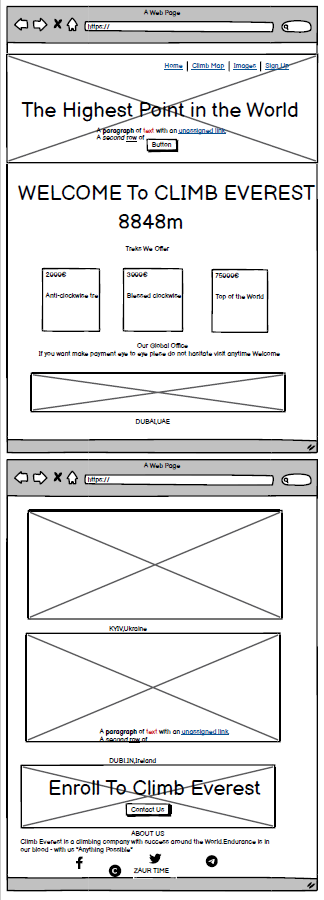 A Web Page
https://
Home | Climb Map | Images | Sign Up
The Highest Point in the World
A paragraph of text with an unassigned link
A second row of
Button
WELCOME To CLIMB EVEREST
8848m
Treks We Offer
2000€ 3000€ 75000€
Anti-clockwise tre Blessed clockwise Top of the World
Our Global Office
If you want make payment eye to eye plese do not hanitate visit anytime Welcome
DUBAI,UAE
A Web Page
https://
KYIV,Ukraine
A paragraph of text with an unassigned link
A second row of
DUBLIN,Ireland
Enroll To Climb Everest
Contact Us
ABOUT US
Climb Everest is a climbing company with success around the World.Endurance is in
our blood - with us "Anything Possible"
C ZAUR TIME